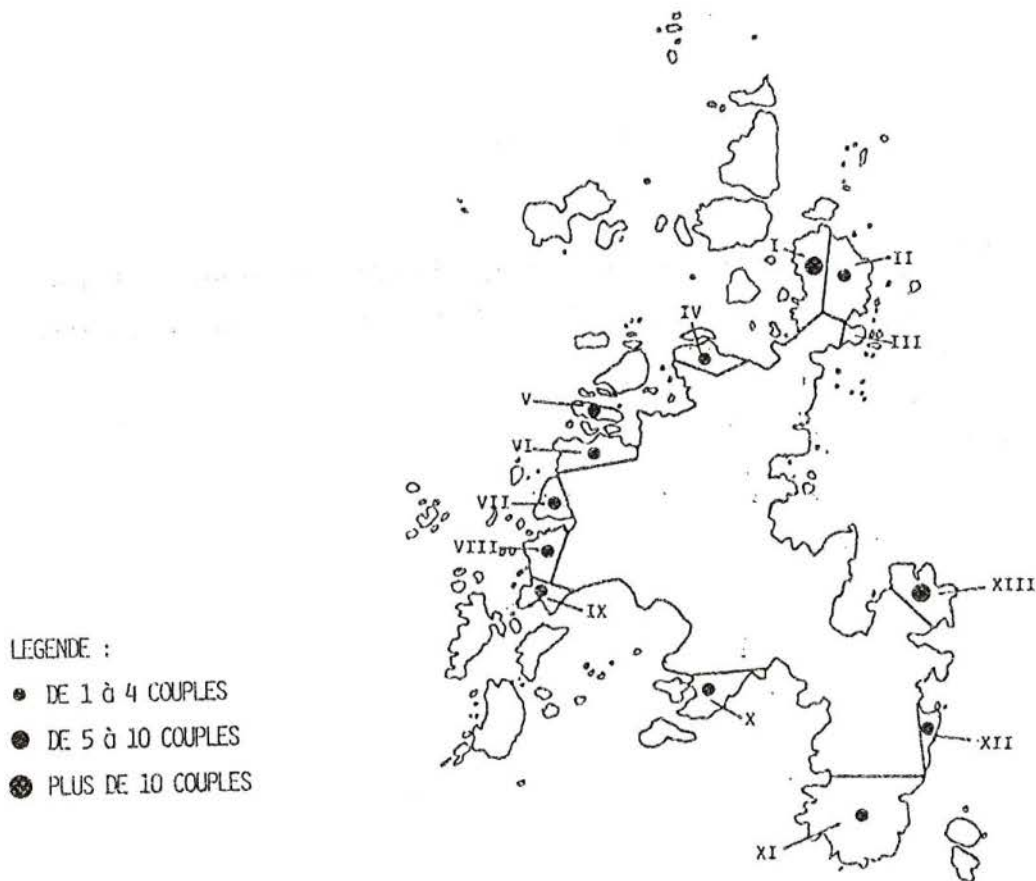 I
II
IV
III
V
VI
VII
VIII
XIII
IX
LEGENDE :
DE 1 à 4 COUPLES
X
DE 5 à 10 COUPLES
XII
PLUS DE 10 COUPLES
XI